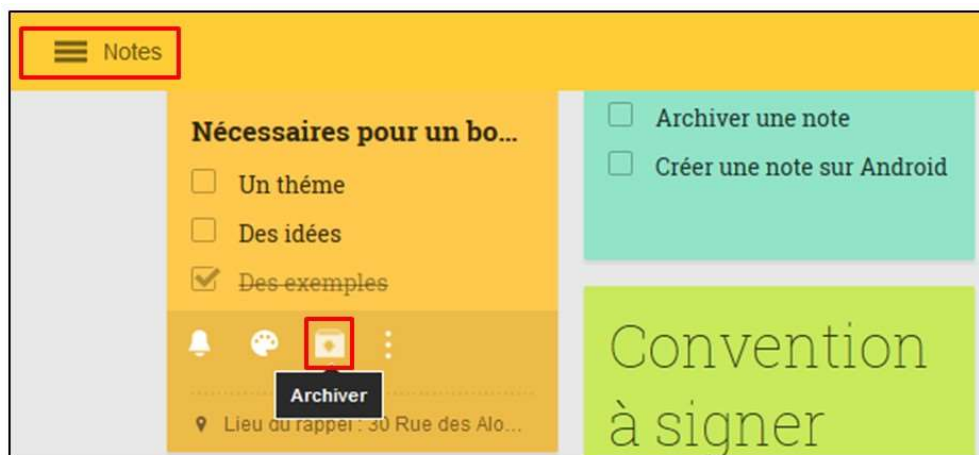 Notes
Nécessaires pour un bo...
Un théme
Des idées
Des exemples
Archiver
Lieu du rappel : 30 Rue des Alo...
Archiver une note
Créer une note sur Android
Convention
à signer